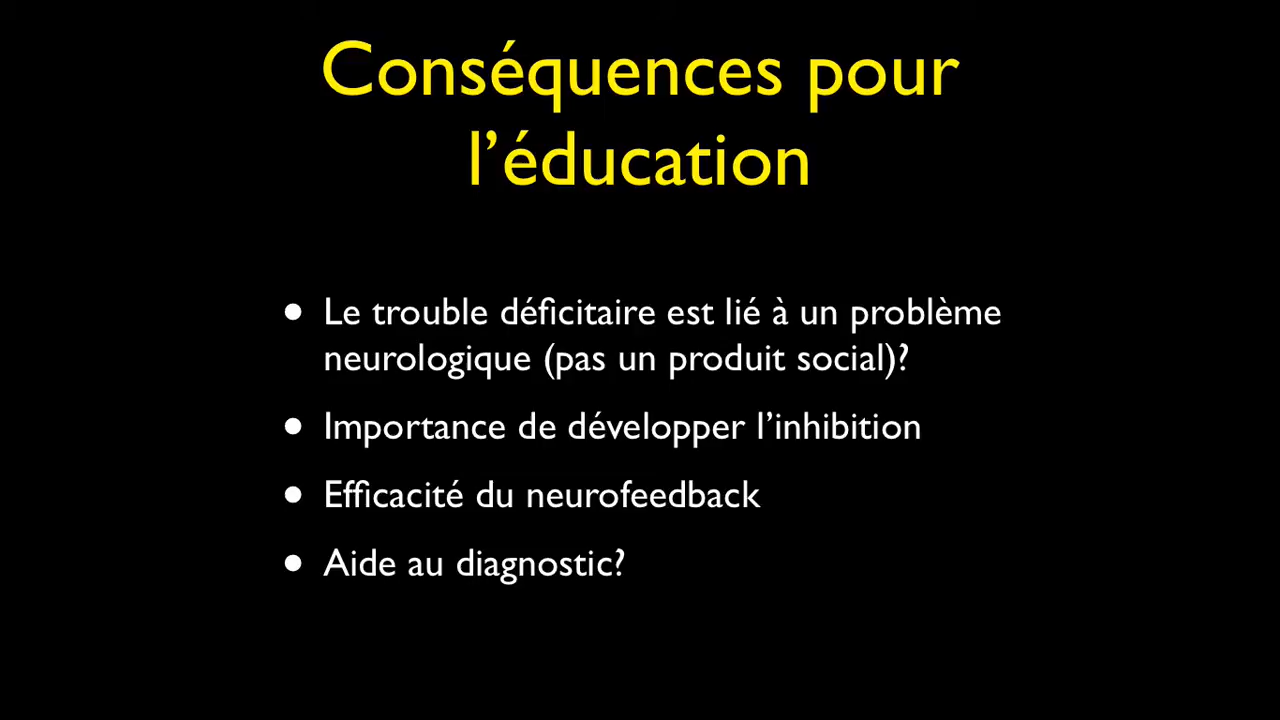 Conséquences pour
l’éducation
• Le trouble déficitaire est lié à un problème
neurologique (pas un produit social)?
• Importance de développer l’inhibition
• Efficacité du neurofeedback
• Aide au diagnostic?